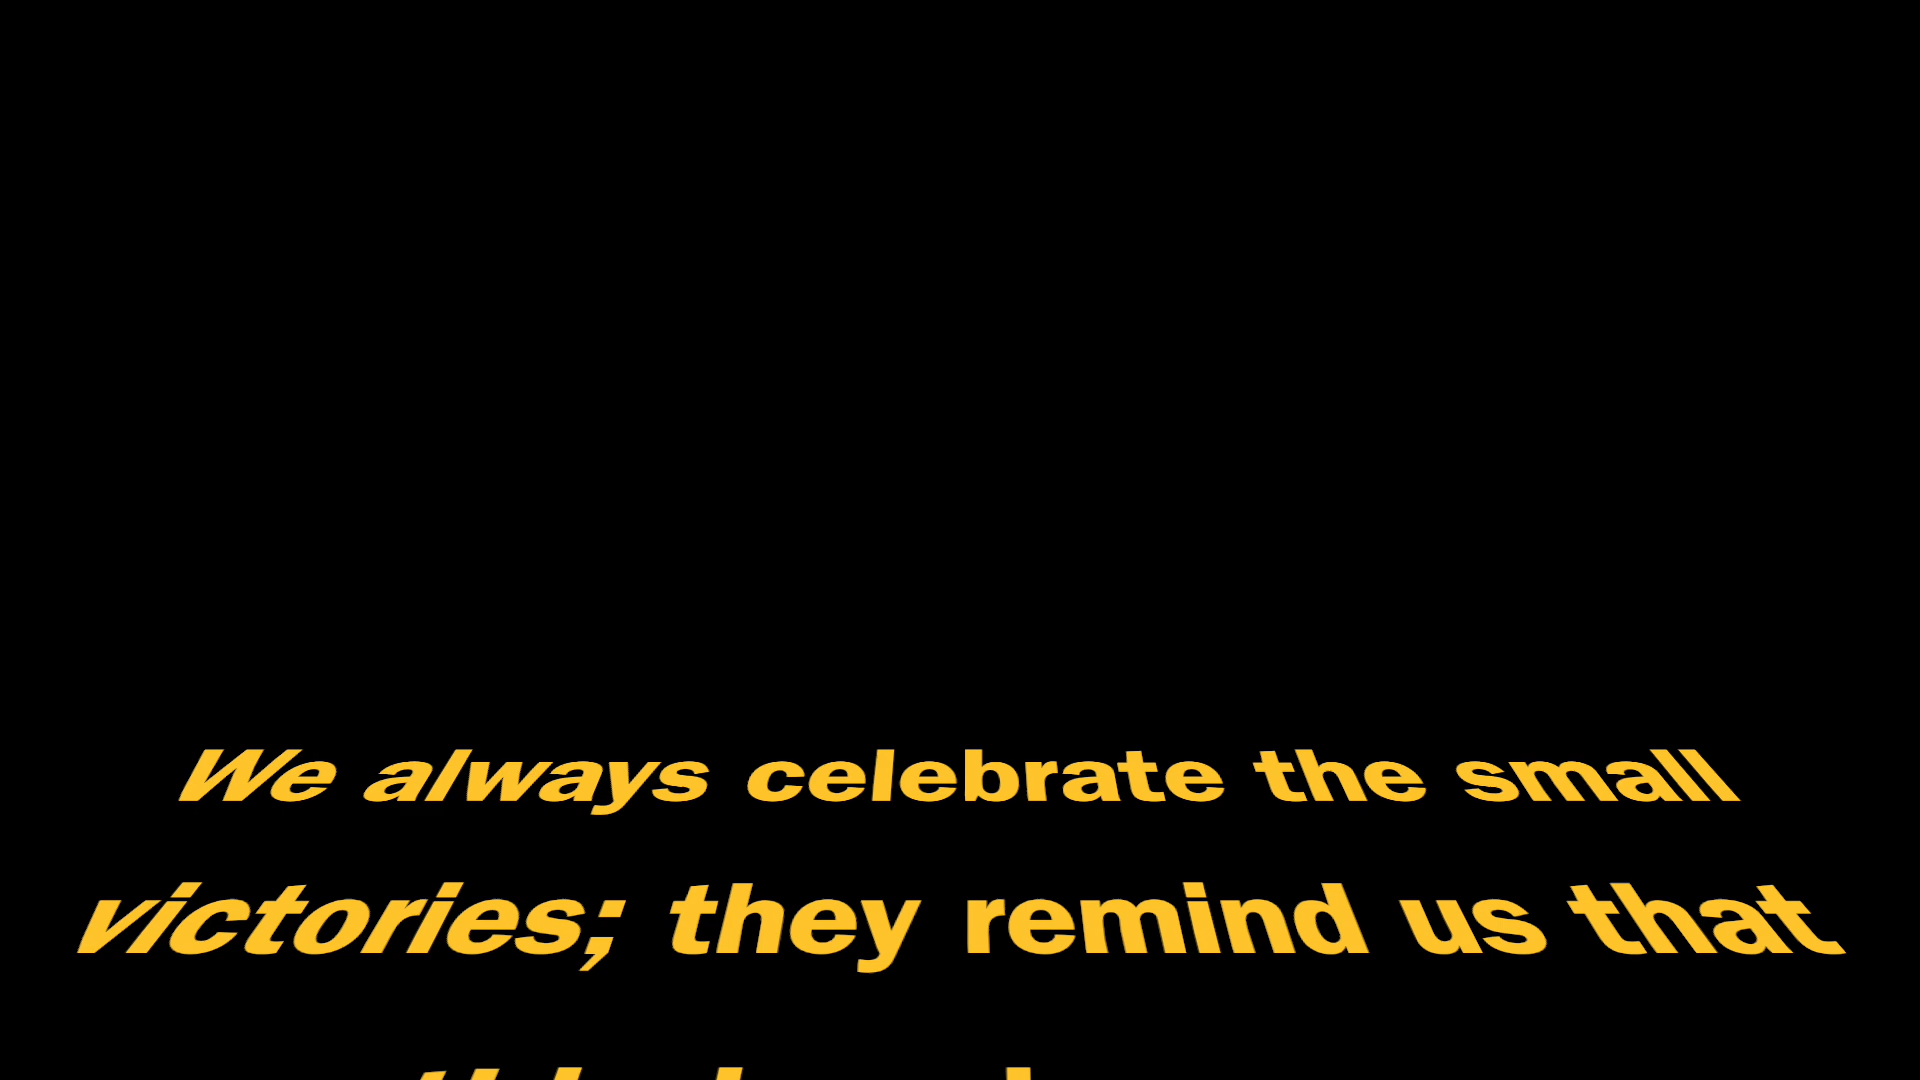 We always celebrate the small
victories; they remind us that